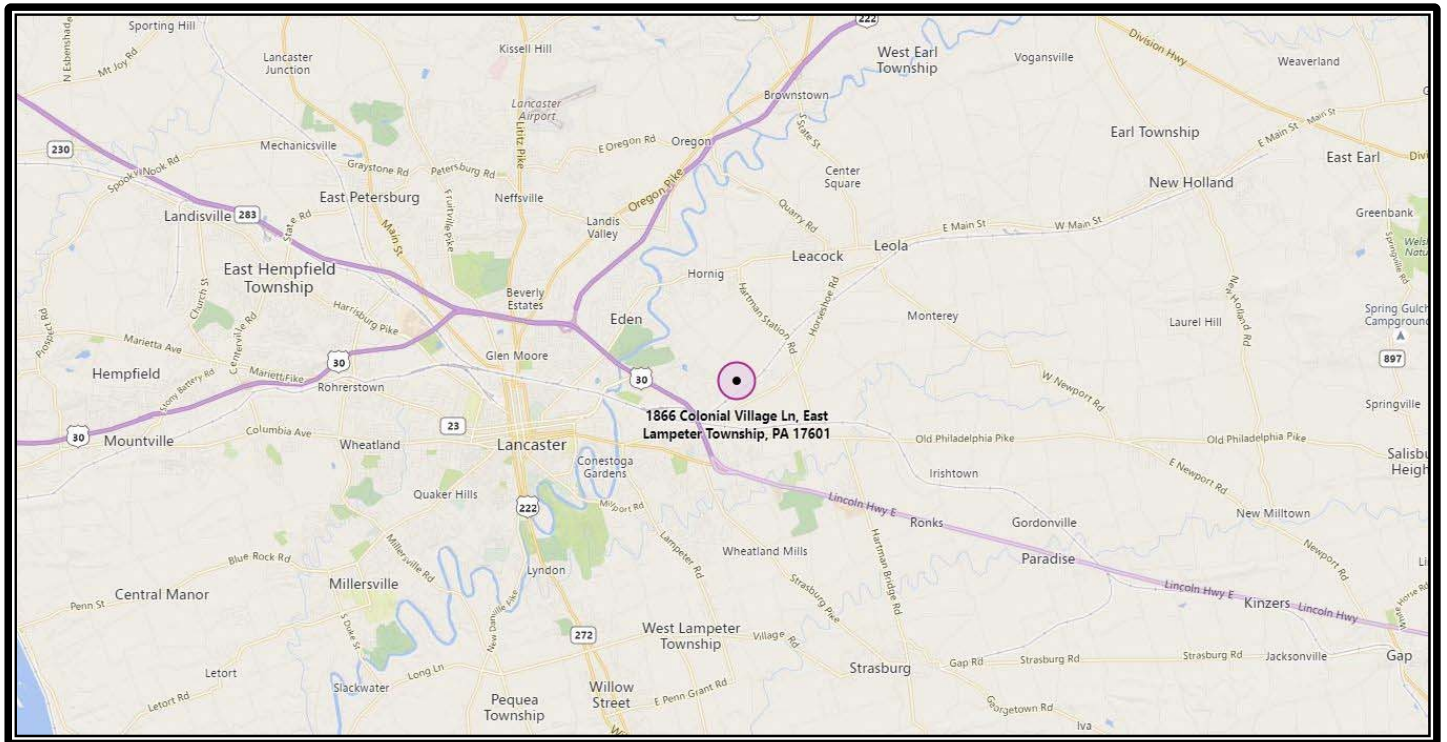 Sporting Hill
222
Kissell Hill
West Earl
Township
Vogansville
Division Hwy
Weaverland
N Esbenshad
Mt Joy Rd
Lancaster
Junction
Lancaster
Airport
Lititz Pike
Brownstown
S State St
Earl Township
E Main St
Main St
230
Mechanicsville
E Oregon Rd
Oregon
East Earl
Divi
Spook
Nook Rd
Graystone Rd
Petersburg Rd
Center
Square
New Holland
East Petersburg
Fruitville Pike
Neffsville
Oregon Pike
Landisville
283
State Rd
Main St
Landis
Valley
Quarry Rd
E Main St
W Main St
Greenbank
Leacock
Leola
Springville Rd
Welsh
Natu
East Hempfield
Township
Hornig
Church St
Beverly
Estates
Hartman Station Rd
Horseshoe Rd
New Holland Rd
Harrisburg Pike
Eden
Monterey
Laurel Hill
Spring Gulch
Campground
Prospect Rd
Centerville Rd
Marietta Ave
30
Glen Moore
897
Hempfield
Stony Battery Rd
Marietta Pike
Rohrerstown
30
W Newport Rd
Springville
1866 Colonial Village Ln, East
Lampeter Township, PA 17601
30
Mountville
Columbia Ave
23
Wheatland
Lancaster
Old Philadelphia Pike
Old Philadelphia Pike
Conestoga
Gardens
Irishtown
E Newport Rd
Salisbu
Heigh
Quaker Hills
222
Millport Rd
Lincoln Hwy E
Ronks
Gordonville
New Milltown
Blue Rock Rd
Millersville Rd
Lampeter Rd
Wheatland Mills
Hartman Bridge Rd
Paradise
Newport Rd
Lyndon
Millersville
Strasburg Pike
Lincoln Hwy E
Central Manor
Penn St
Kinzers
Lincoln Hwy
S Duke St
New Danville Pike
272
West Lampeter
Township
Village Rd
Letort
Long Ln
Strasburg
Gap Rd
Strasburg Rd
Strasburg Rd
Jacksonville
Gap
Slackwater
Letort Rd
Pequea
Township
Willow
Street
E Penn Grant Rd
Georgetown Rd
Iva